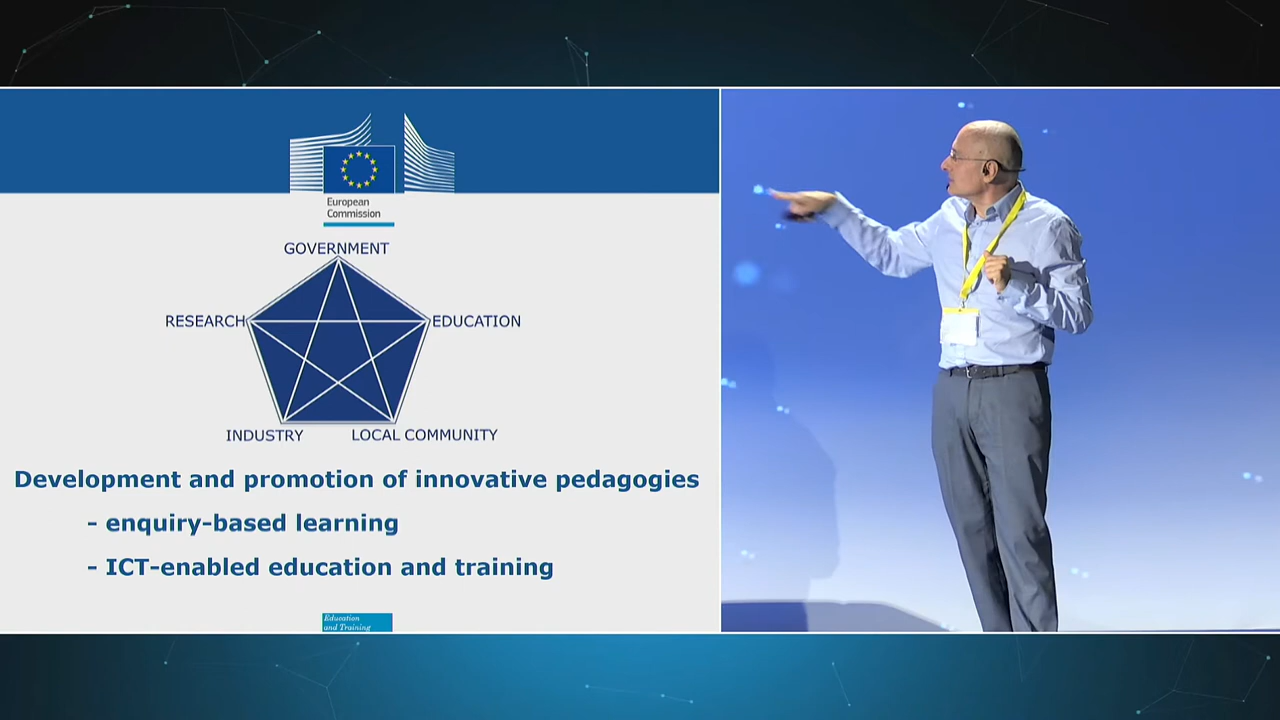 European
Commission
GOVERNMENT
RESEARCH
EDUCATION
INDUSTRY
LOCAL COMMUNITY
Development and promotion of innovative pedagogies
- enquiry-based learning
- ICT-enabled education and training
Education
and Training